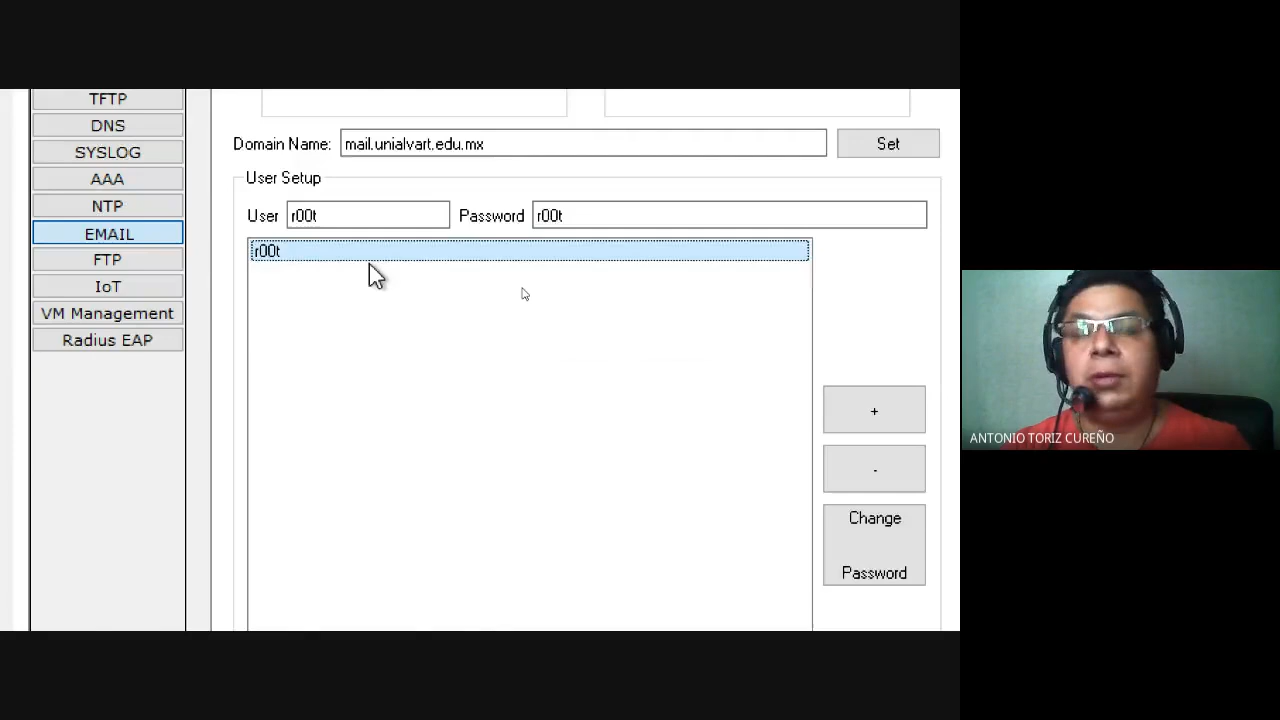 TFTP
DNS
SYSLOG
AAA
NTP
EMAIL
FTP
IoT
VM Management
Radius EAP
Domain Name: mail.unialvart.edu.mx Set
User Setup
User r00t Password r00t
r00t
+
-
Change
Password
ANTONIO TORIZ CUREÑO